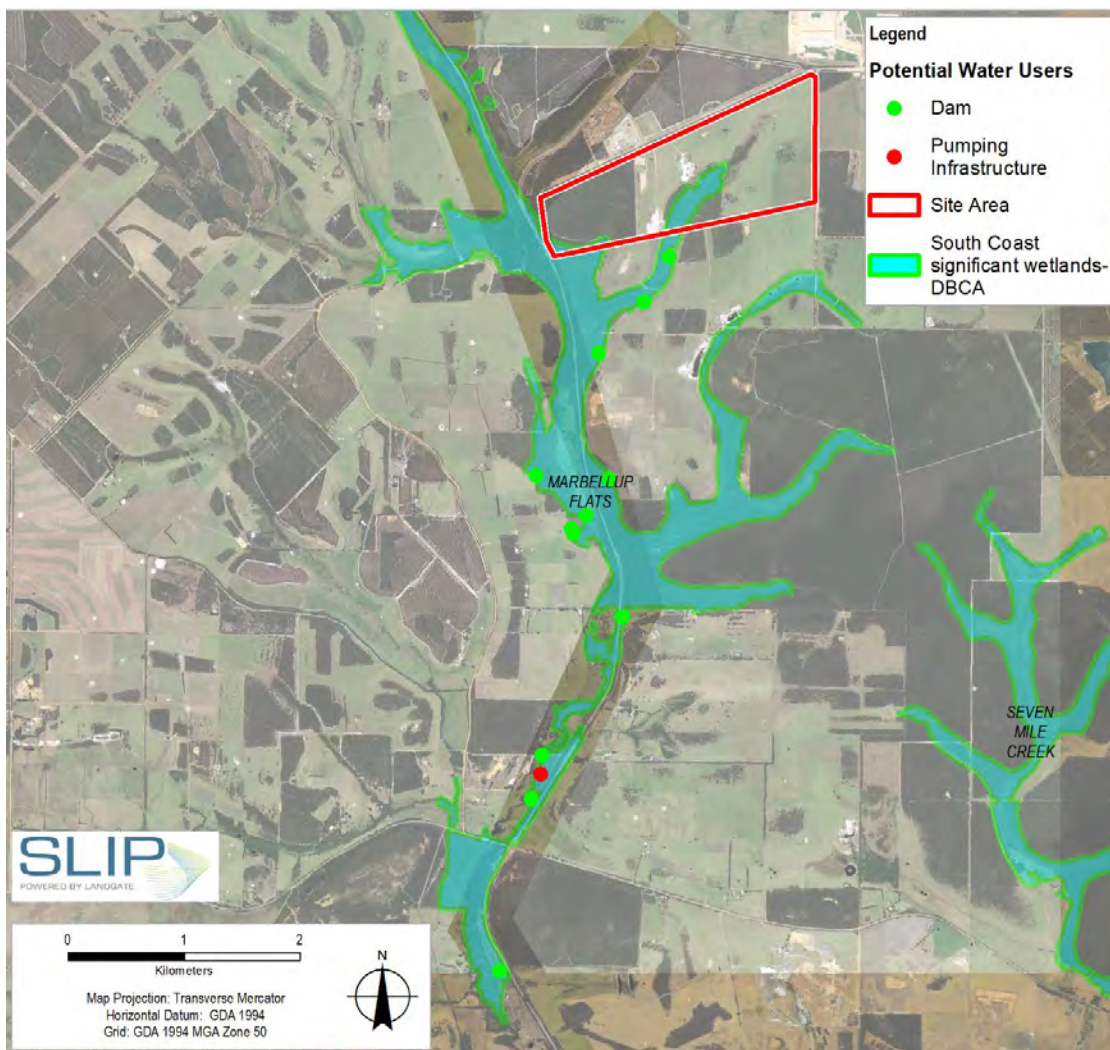 Legend
Potential Water Users
Dam
Pumping
Infrastructure
Site Area
South Coast
significant wetlands-
DBCA
MARBELLUP
FLATS
SEVEN
MILE
CREEK
SLIP
POWERED BY LANDGATE
0 1 2
Kilometers
N
Map Projection: Transverse Mercator
Horizontal Datum: GDA 1994
Grid: GDA 1994 MGA Zone 50